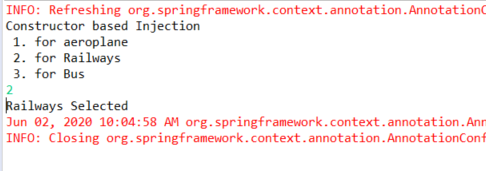 INFO: Refreshing org.springframework.context.annotation.AnnotationC
Constructor based Injection
1. for aeroplane
2. for Railways
3. for Bus
2
Railways Selected
Jun 02, 2020 10:04:58 AM org.springframework.context.annotation.Ann
INFO: Closing org.springframework.context.annotation.AnnotationConf